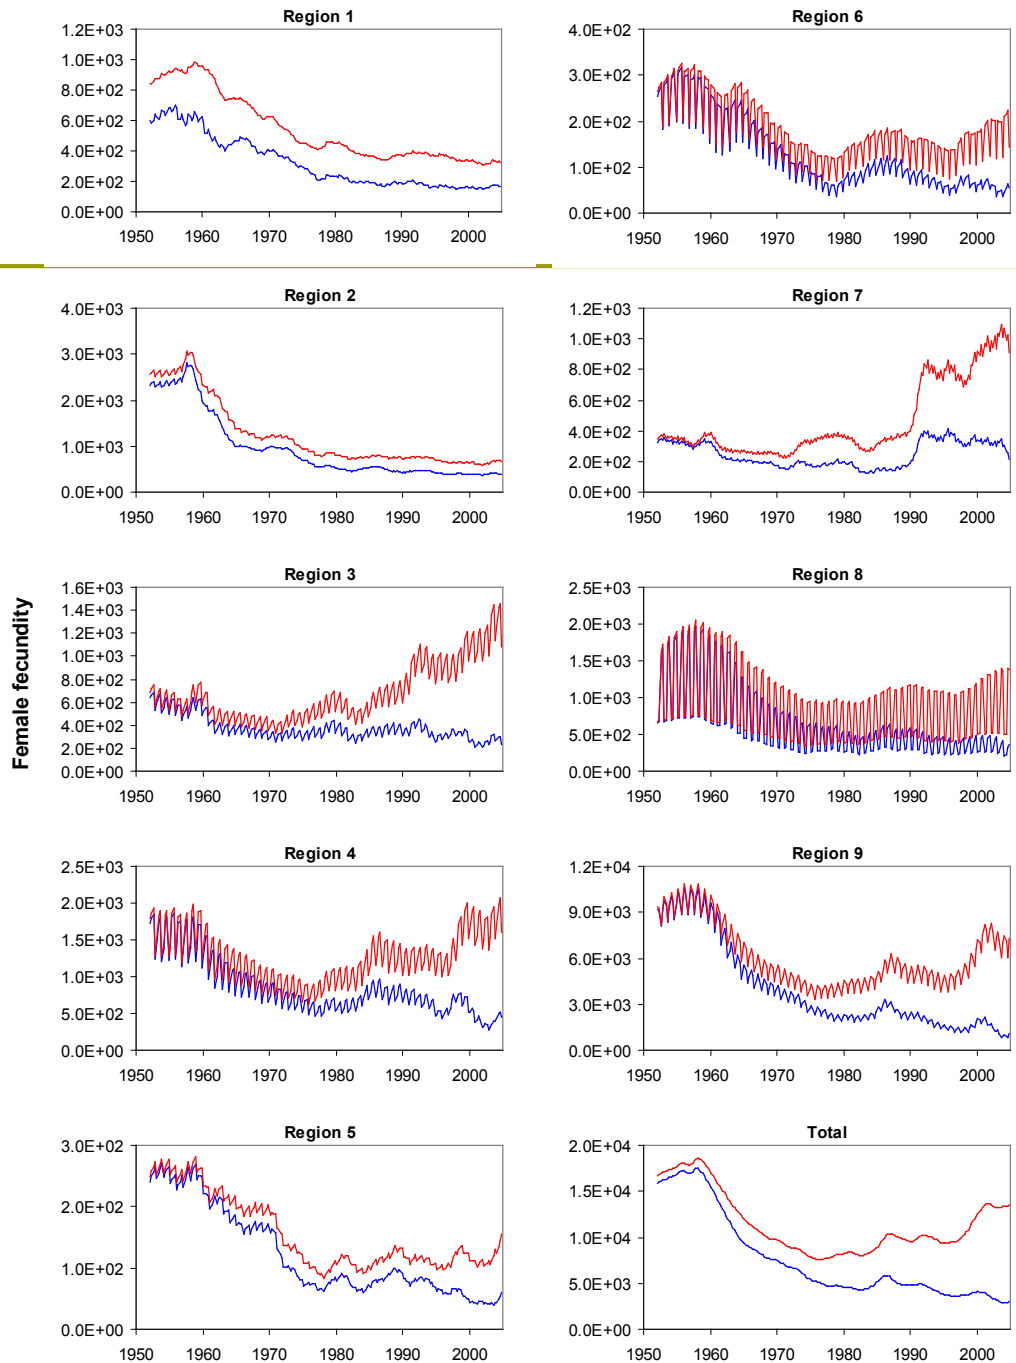 Region 1
1.2E+03
1.0E+03
8.0E+02
6.0E+02
4.0E+02
2.0E+02
0.0E+00
1950 1960 1970 1980 1990 2000
Region 6
4.0E+02
3.0E+02
2.0E+02
1.0E+02
0.0E+00
1950 1960 1970 1980 1990 2000
Region 2
4.0E+03
3.0E+03
2.0E+03
1.0E+03
0.0E+00
1950 1960 1970 1980 1990 2000
Region 7
1.2E+03
1.0E+03
8.0E+02
6.0E+02
4.0E+02
2.0E+02
0.0E+00
1950 1960 1970 1980 1990 2000
Female fecundity
Region 3
1.6E+03
1.4E+03
1.2E+03
1.0E+03
8.0E+02
6.0E+02
4.0E+02
2.0E+02
0.0E+00
1950 1960 1970 1980 1990 2000
Region 8
2.5E+03
2.0E+03
1.5E+03
1.0E+03
5.0E+02
0.0E+00
1950 1960 1970 1980 1990 2000
Region 4
2.5E+03
2.0E+03
1.5E+03
1.0E+03
5.0E+02
0.0E+00
1950 1960 1970 1980 1990 2000
Region 9
1.2E+04
9.0E+03
6.0E+03
3.0E+03
0.0E+00
1950 1960 1970 1980 1990 2000
Region 5
3.0E+02
2.0E+02
1.0E+02
0.0E+00
1950 1960 1970 1980 1990 2000
Total
2.0E+04
1.5E+04
1.0E+04
5.0E+03
0.0E+00
1950 1960 1970 1980 1990 2000